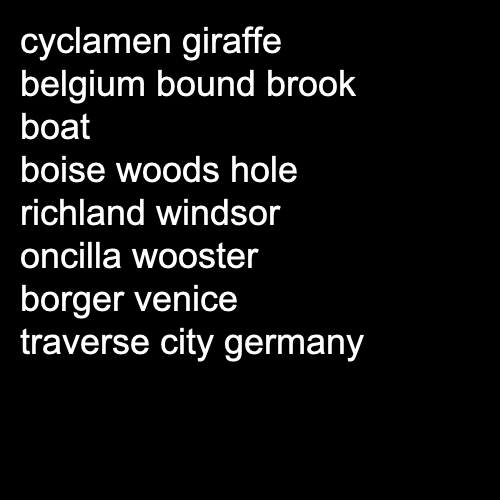 cyclamen giraffe
belgium bound brook
boat
boise woods hole
richland windsor
oncilla wooster
borger venice
traverse city germany